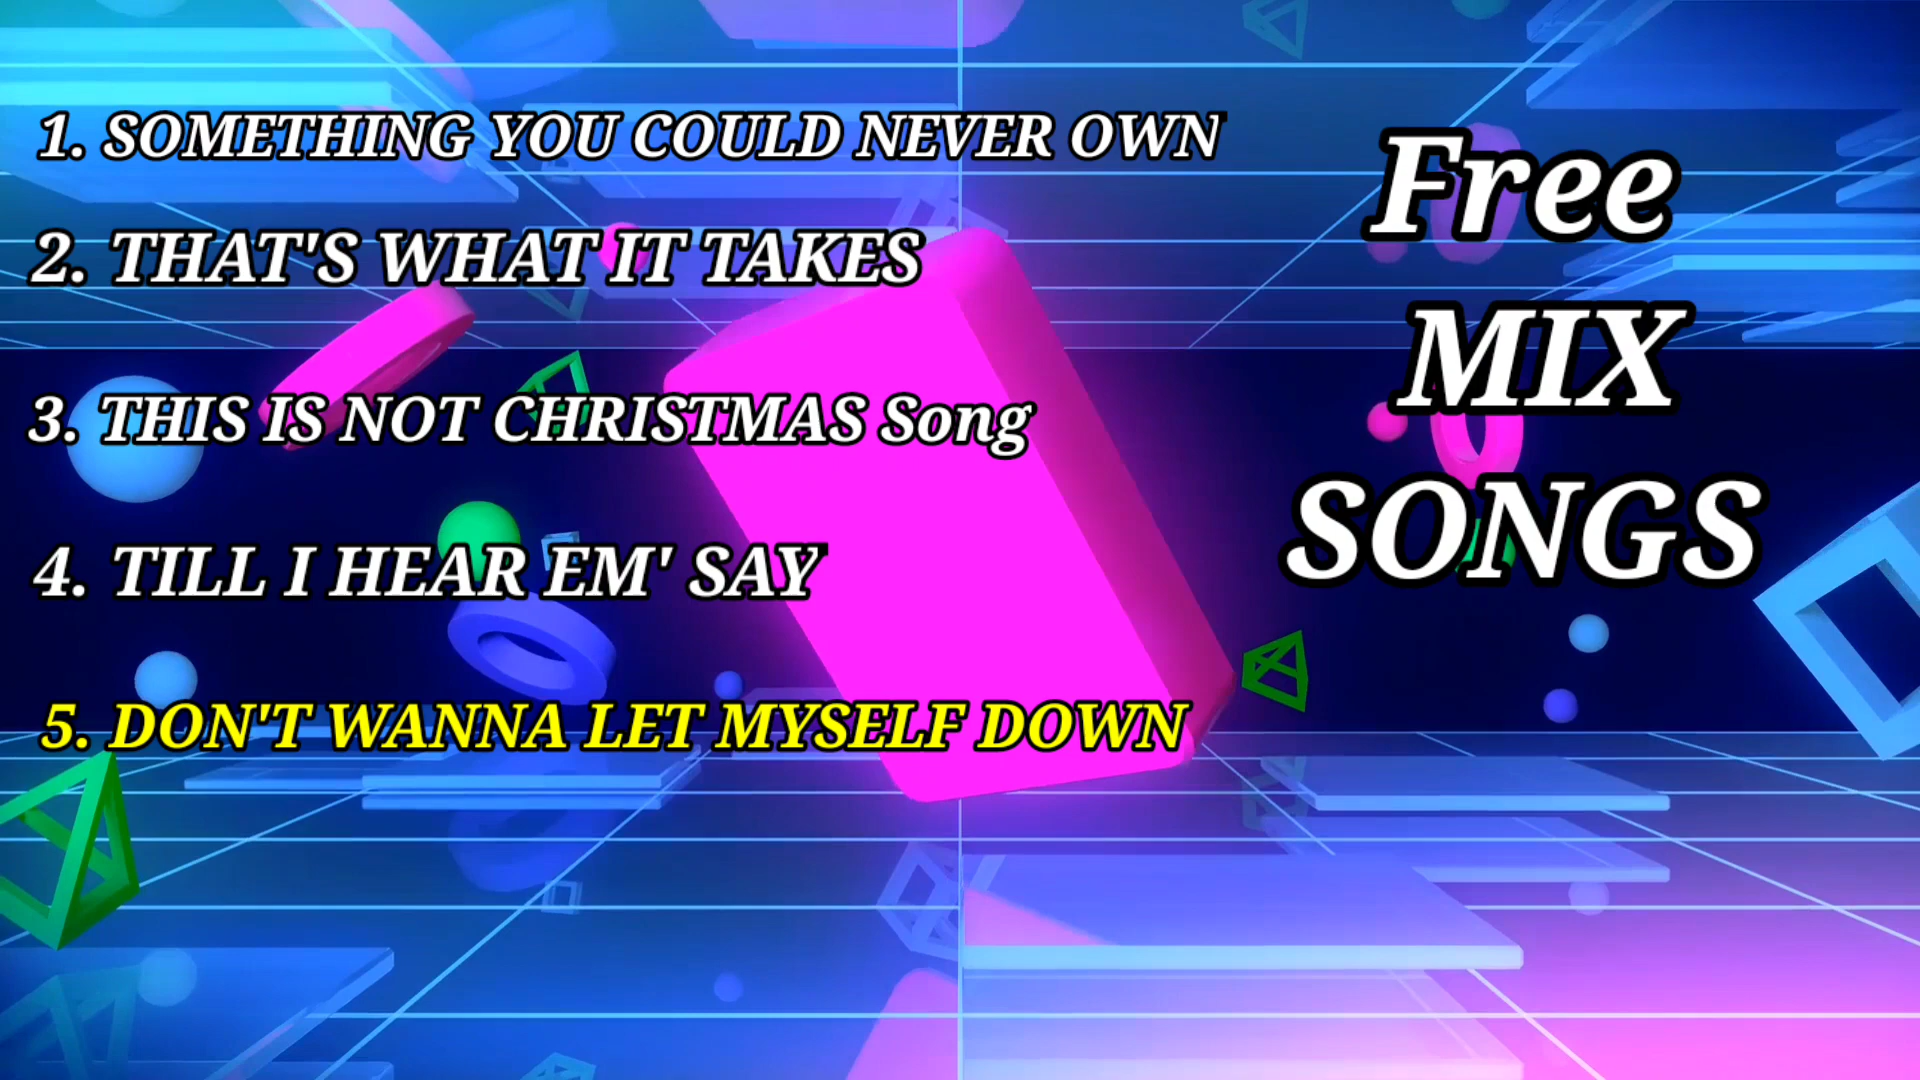 1. SOMETHING YOU COULD NEVER OWN
2. THAT'S WHAT IT TAKES
3. THIS IS NOT CHRISTMAS Song
4. TILL I HEAR EM' SAY
5. DON'T WANNA LET MYSELF DOWN
Free
MIX
SONGS